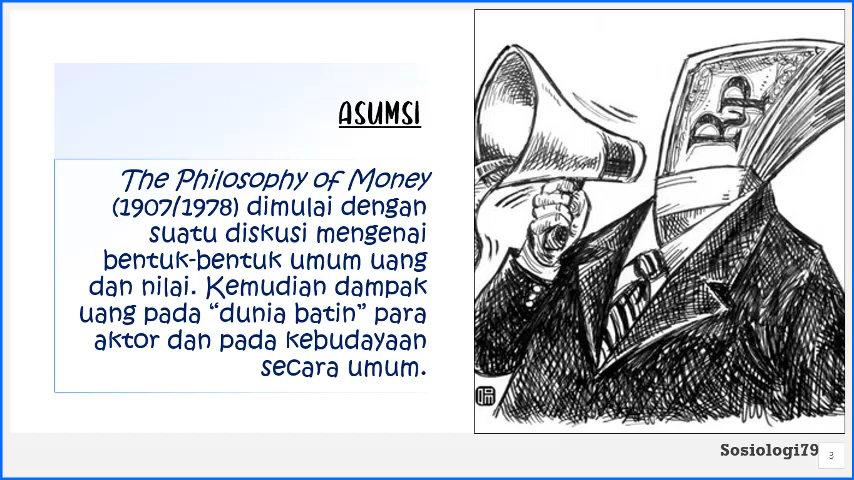 ASUMSI
The Philosophy of Money
(1907/1978) dimulai dengan
suatu diskusi mengenai
bentuk-bentuk umum uang
dan nilai. Kemudian dampak
uang pada “dunia batin” para
aktor dan pada kebudayaan
secara umum.
Rp
Sosiologi79
3